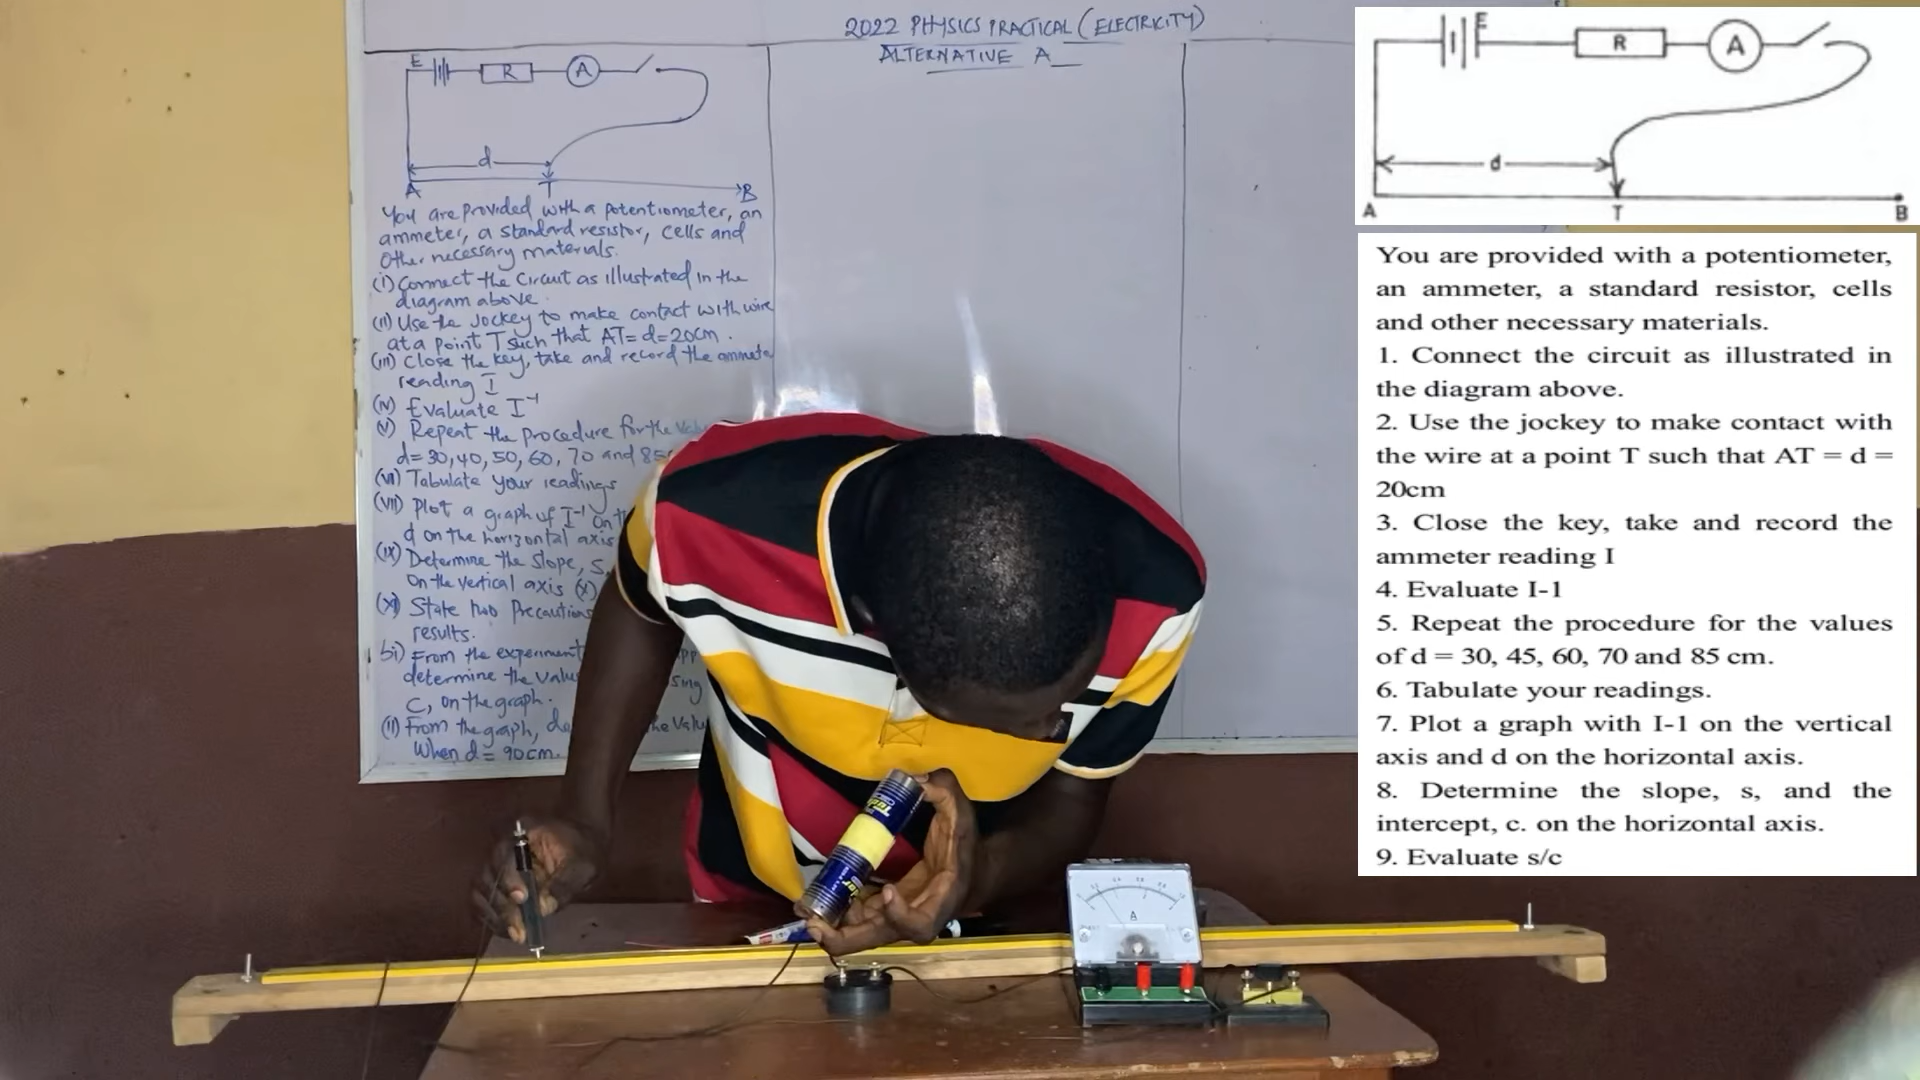 2022 PHYSICS PRACTICAL (ELECTRICITY)
ALTERNATIVE A
E
R
A
d
A
T
B
You are provided with a potentiometer, an
ammeter, a standard resistor, cells and
other necessary materials.
(i) Connect the circuit as illustrated in the
diagram above.
(ii) Use the Jockey to make contact with wire
at a point T such that AT = d = 20cm.
(iii) Close the key, take and record the ammete
reading I
(iv) Evaluate I⁻¹
(v) Repeat the procedure for the
d = 30, 40, 50, 60, 70 and 85
(vi) Tabulate your readings
(vii) Plot a graph of I⁻¹ on
d on the horizontal axis
(ix) Determine the slope, s,
on the vertical axis (x)
(xi) State two Precautions
results.
bi) From the experiment
determine the valu sing
C, on the graph.
(ii) From the graph, de the valu
When d = 90cm.
A
E
R
A
d
A
T
B
You are provided with a potentiometer,
an ammeter, a standard resistor, cells
and other necessary materials.
1. Connect the circuit as illustrated in
the diagram above.
2. Use the jockey to make contact with
the wire at a point T such that AT = d =
20cm
3. Close the key, take and record the
ammeter reading I
4. Evaluate I-1
5. Repeat the procedure for the values
of d = 30, 45, 60, 70 and 85 cm.
6. Tabulate your readings.
7. Plot a graph with I-1 on the vertical
axis and d on the horizontal axis.
8. Determine the slope, s, and the
intercept, c. on the horizontal axis.
9. Evaluate s/c